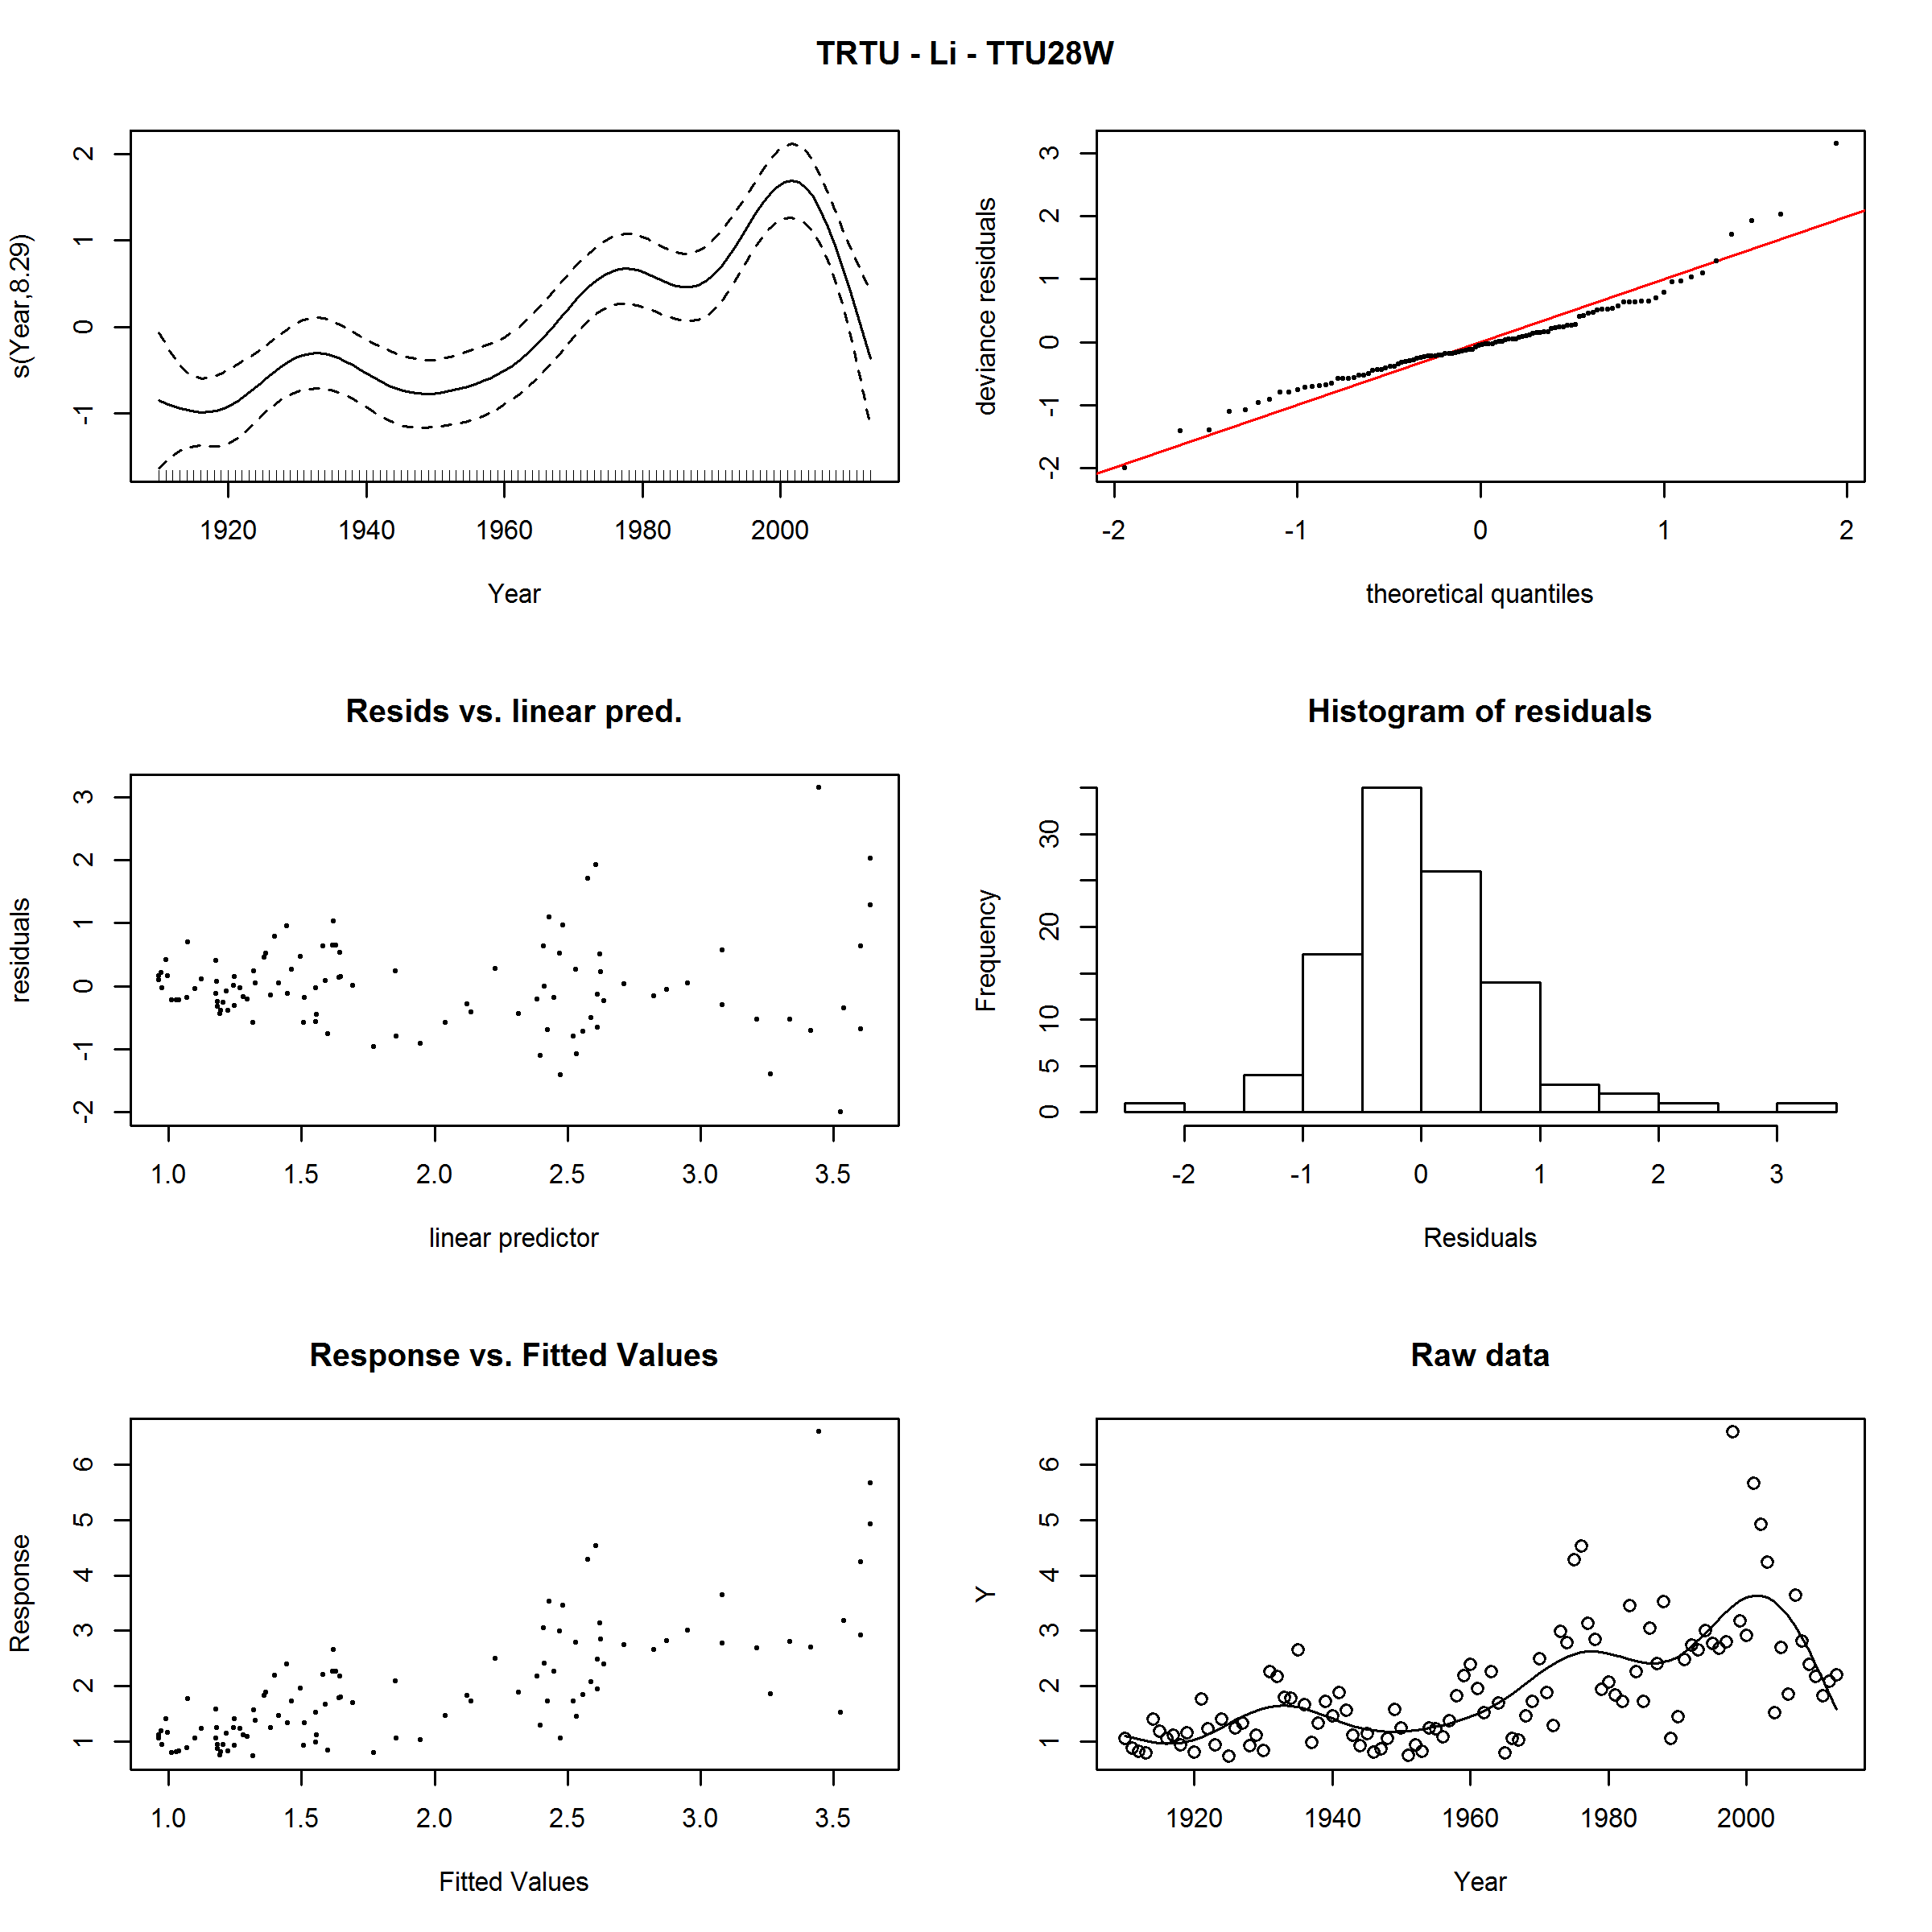 TRTU - Li - TTU28W
s(Year,8.29)
2
1
0
-1
1920 1940 1960 1980 2000
Year
deviance residuals
3
2
1
0
-1
-2
-2 -1 0 1 2
theoretical quantiles
Resids vs. linear pred.
residuals
3
2
1
0
-1
-2
1.0 1.5 2.0 2.5 3.0 3.5
linear predictor
Histogram of residuals
Frequency
30
20
10
5
0
-2 -1 0 1 2 3
Residuals
Response vs. Fitted Values
Response
6
5
4
3
2
1
1.0 1.5 2.0 2.5 3.0 3.5
Fitted Values
Raw data
Y
6
5
4
3
2
1
1920 1940 1960 1980 2000
Year